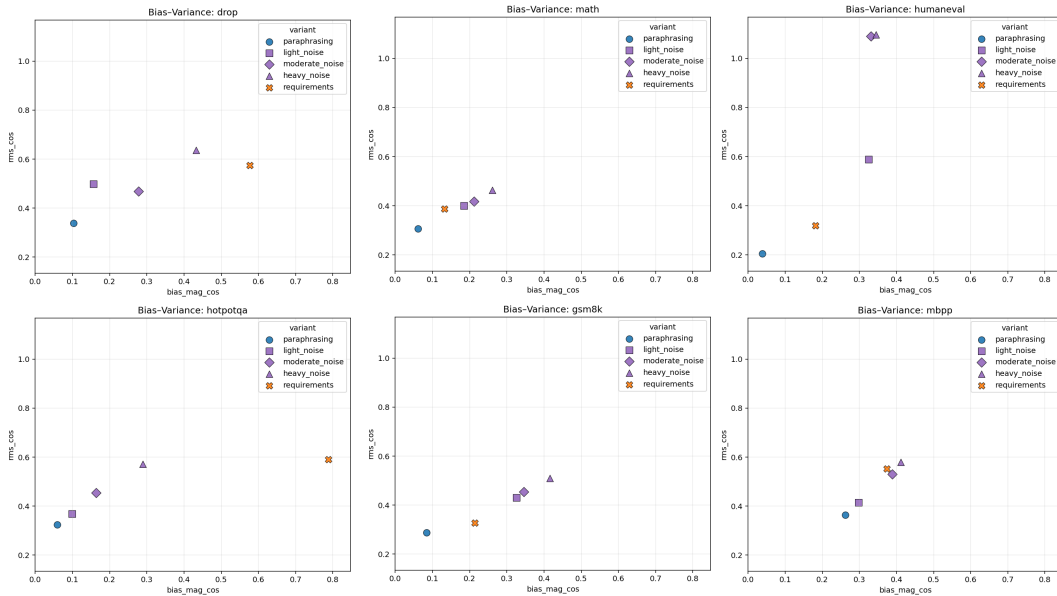 Bias–Variance: drop
variant
paraphrasing
light_noise
moderate_noise
heavy_noise
requirements
1.0
0.8
0.6
0.4
0.2
rms_cos
0.0 0.1 0.2 0.3 0.4 0.5 0.6 0.7 0.8
bias_mag_cos
Bias–Variance: math
variant
paraphrasing
light_noise
moderate_noise
heavy_noise
requirements
1.0
0.8
0.6
0.4
0.2
rms_cos
0.0 0.1 0.2 0.3 0.4 0.5 0.6 0.7 0.8
bias_mag_cos
Bias–Variance: humaneval
variant
paraphrasing
light_noise
moderate_noise
heavy_noise
requirements
1.0
0.8
0.6
0.4
0.2
rms_cos
0.0 0.1 0.2 0.3 0.4 0.5 0.6 0.7 0.8
bias_mag_cos
Bias–Variance: hotpotqa
variant
paraphrasing
light_noise
moderate_noise
heavy_noise
requirements
1.0
0.8
0.6
0.4
0.2
rms_cos
0.0 0.1 0.2 0.3 0.4 0.5 0.6 0.7 0.8
bias_mag_cos
Bias–Variance: gsm8k
variant
paraphrasing
light_noise
moderate_noise
heavy_noise
requirements
1.0
0.8
0.6
0.4
0.2
rms_cos
0.0 0.1 0.2 0.3 0.4 0.5 0.6 0.7 0.8
bias_mag_cos
Bias–Variance: mbpp
variant
paraphrasing
light_noise
moderate_noise
heavy_noise
requirements
1.0
0.8
0.6
0.4
0.2
rms_cos
0.0 0.1 0.2 0.3 0.4 0.5 0.6 0.7 0.8
bias_mag_cos